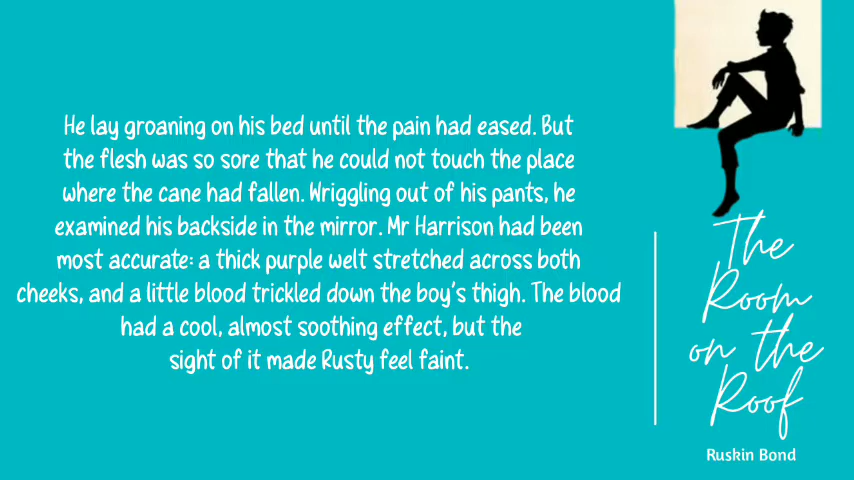 He lay groaning on his bed until the pain had eased. But
the flesh was so sore that he could not touch the place
where the cane had fallen. Wriggling out of his pants, he
examined his backside in the mirror. Mr Harrison had been
most accurate: a thick purple welt stretched across both
cheeks, and a little blood trickled down the boy's thigh. The blood
had a cool, almost soothing effect, but the
sight of it made Rusty feel faint.
The
Room
on the
Roof
Ruskin Bond